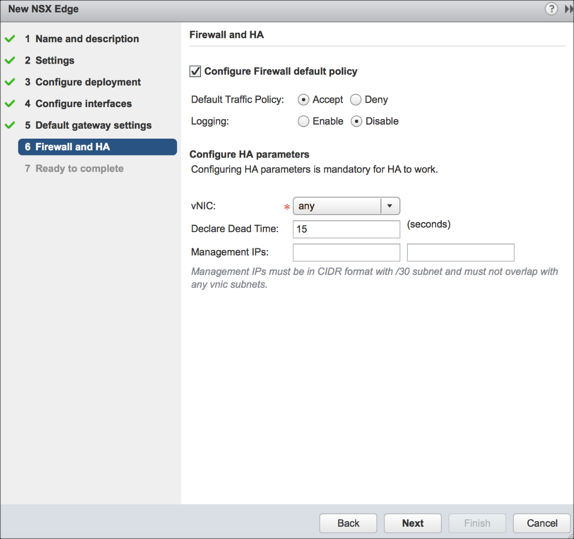 New NSX Edge
?
1 Name and description
2 Settings
3 Configure deployment
4 Configure interfaces
5 Default gateway settings
6 Firewall and HA
7 Ready to complete
Firewall and HA
Configure Firewall default policy
Default Traffic Policy: Accept Deny
Logging: Enable Disable
Configure HA parameters
Configuring HA parameters is mandatory for HA to work.
vNIC: * any
Declare Dead Time: 15 (seconds)
Management IPs:
Management IPs must be in CIDR format with /30 subnet and must not overlap with
any vnic subnets.
Back Next Finish Cancel